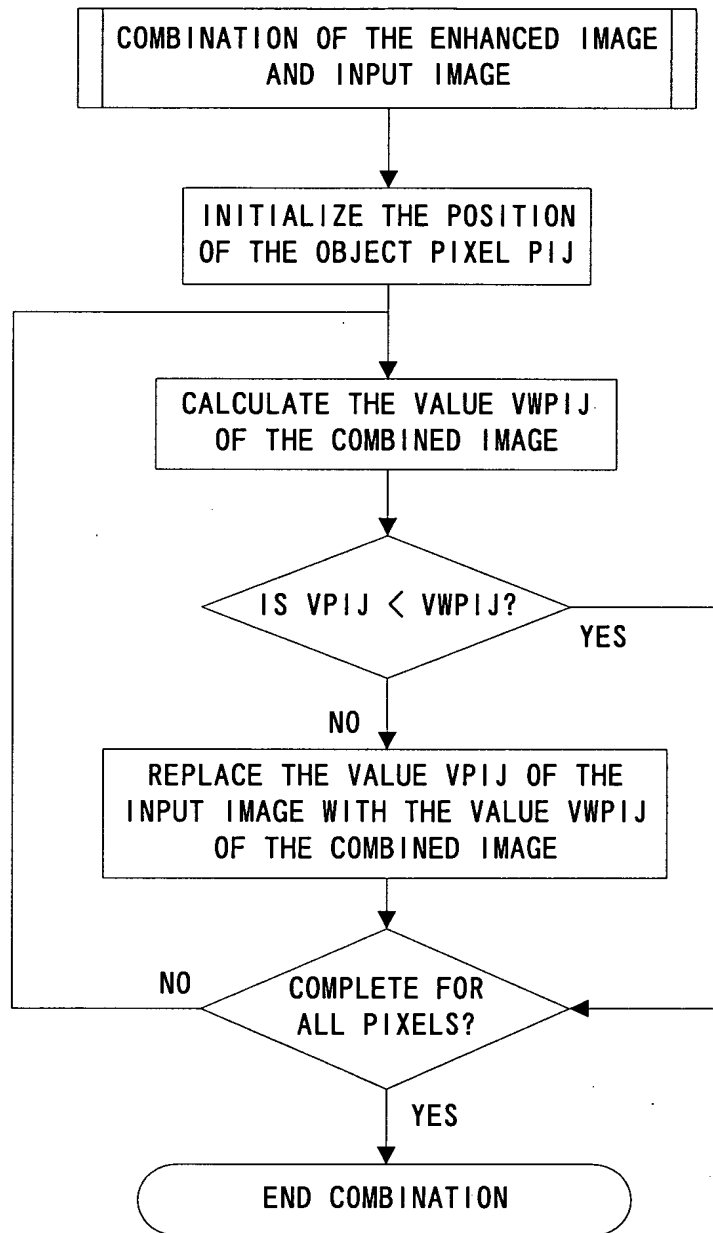 COMBINATION OF THE ENHANCED IMAGE
AND INPUT IMAGE
INITIALIZE THE POSITION
OF THE OBJECT PIXEL PIJ
CALCULATE THE VALUE VWPIJ
OF THE COMBINED IMAGE
IS VPIJ < VWPIJ?
YES
NO
REPLACE THE VALUE VPIJ OF THE
INPUT IMAGE WITH THE VALUE VWPIJ
OF THE COMBINED IMAGE
NO
COMPLETE FOR
ALL PIXELS?
YES
END COMBINATION